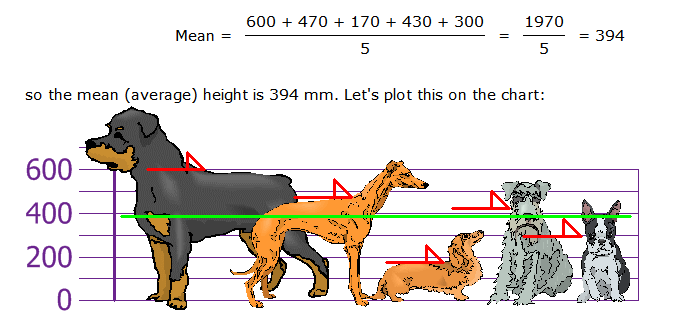 Mean = 600 + 470 + 170 + 430 + 300 / 5 = 1970 / 5 = 394
so the mean (average) height is 394 mm. Let's plot this on the chart:
600
400
200
0